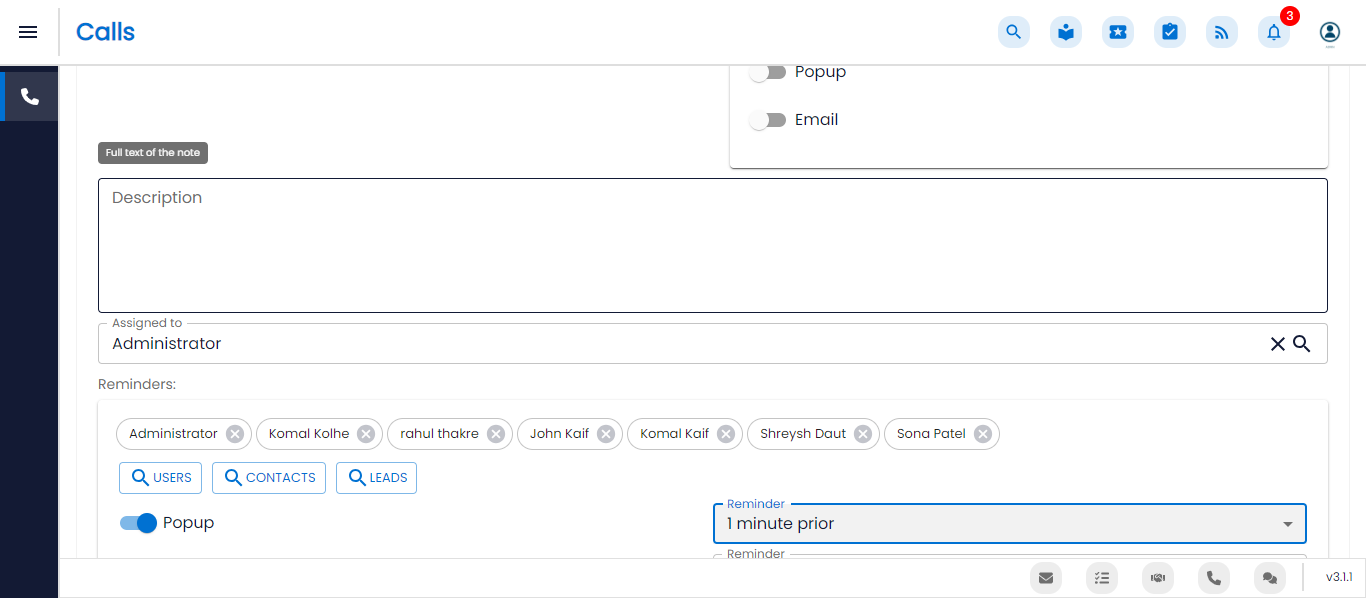 Calls
3
Popup
Email
Full text of the note
Description
Assigned to
Administrator
Reminders:
Administrator Komal Kolhe rahul thakre John Kaif Komal Kaif Shreysh Daut Sona Patel
USERS CONTACTS LEADS
Reminder
Popup 1 minute prior
Reminder
v3.1.1